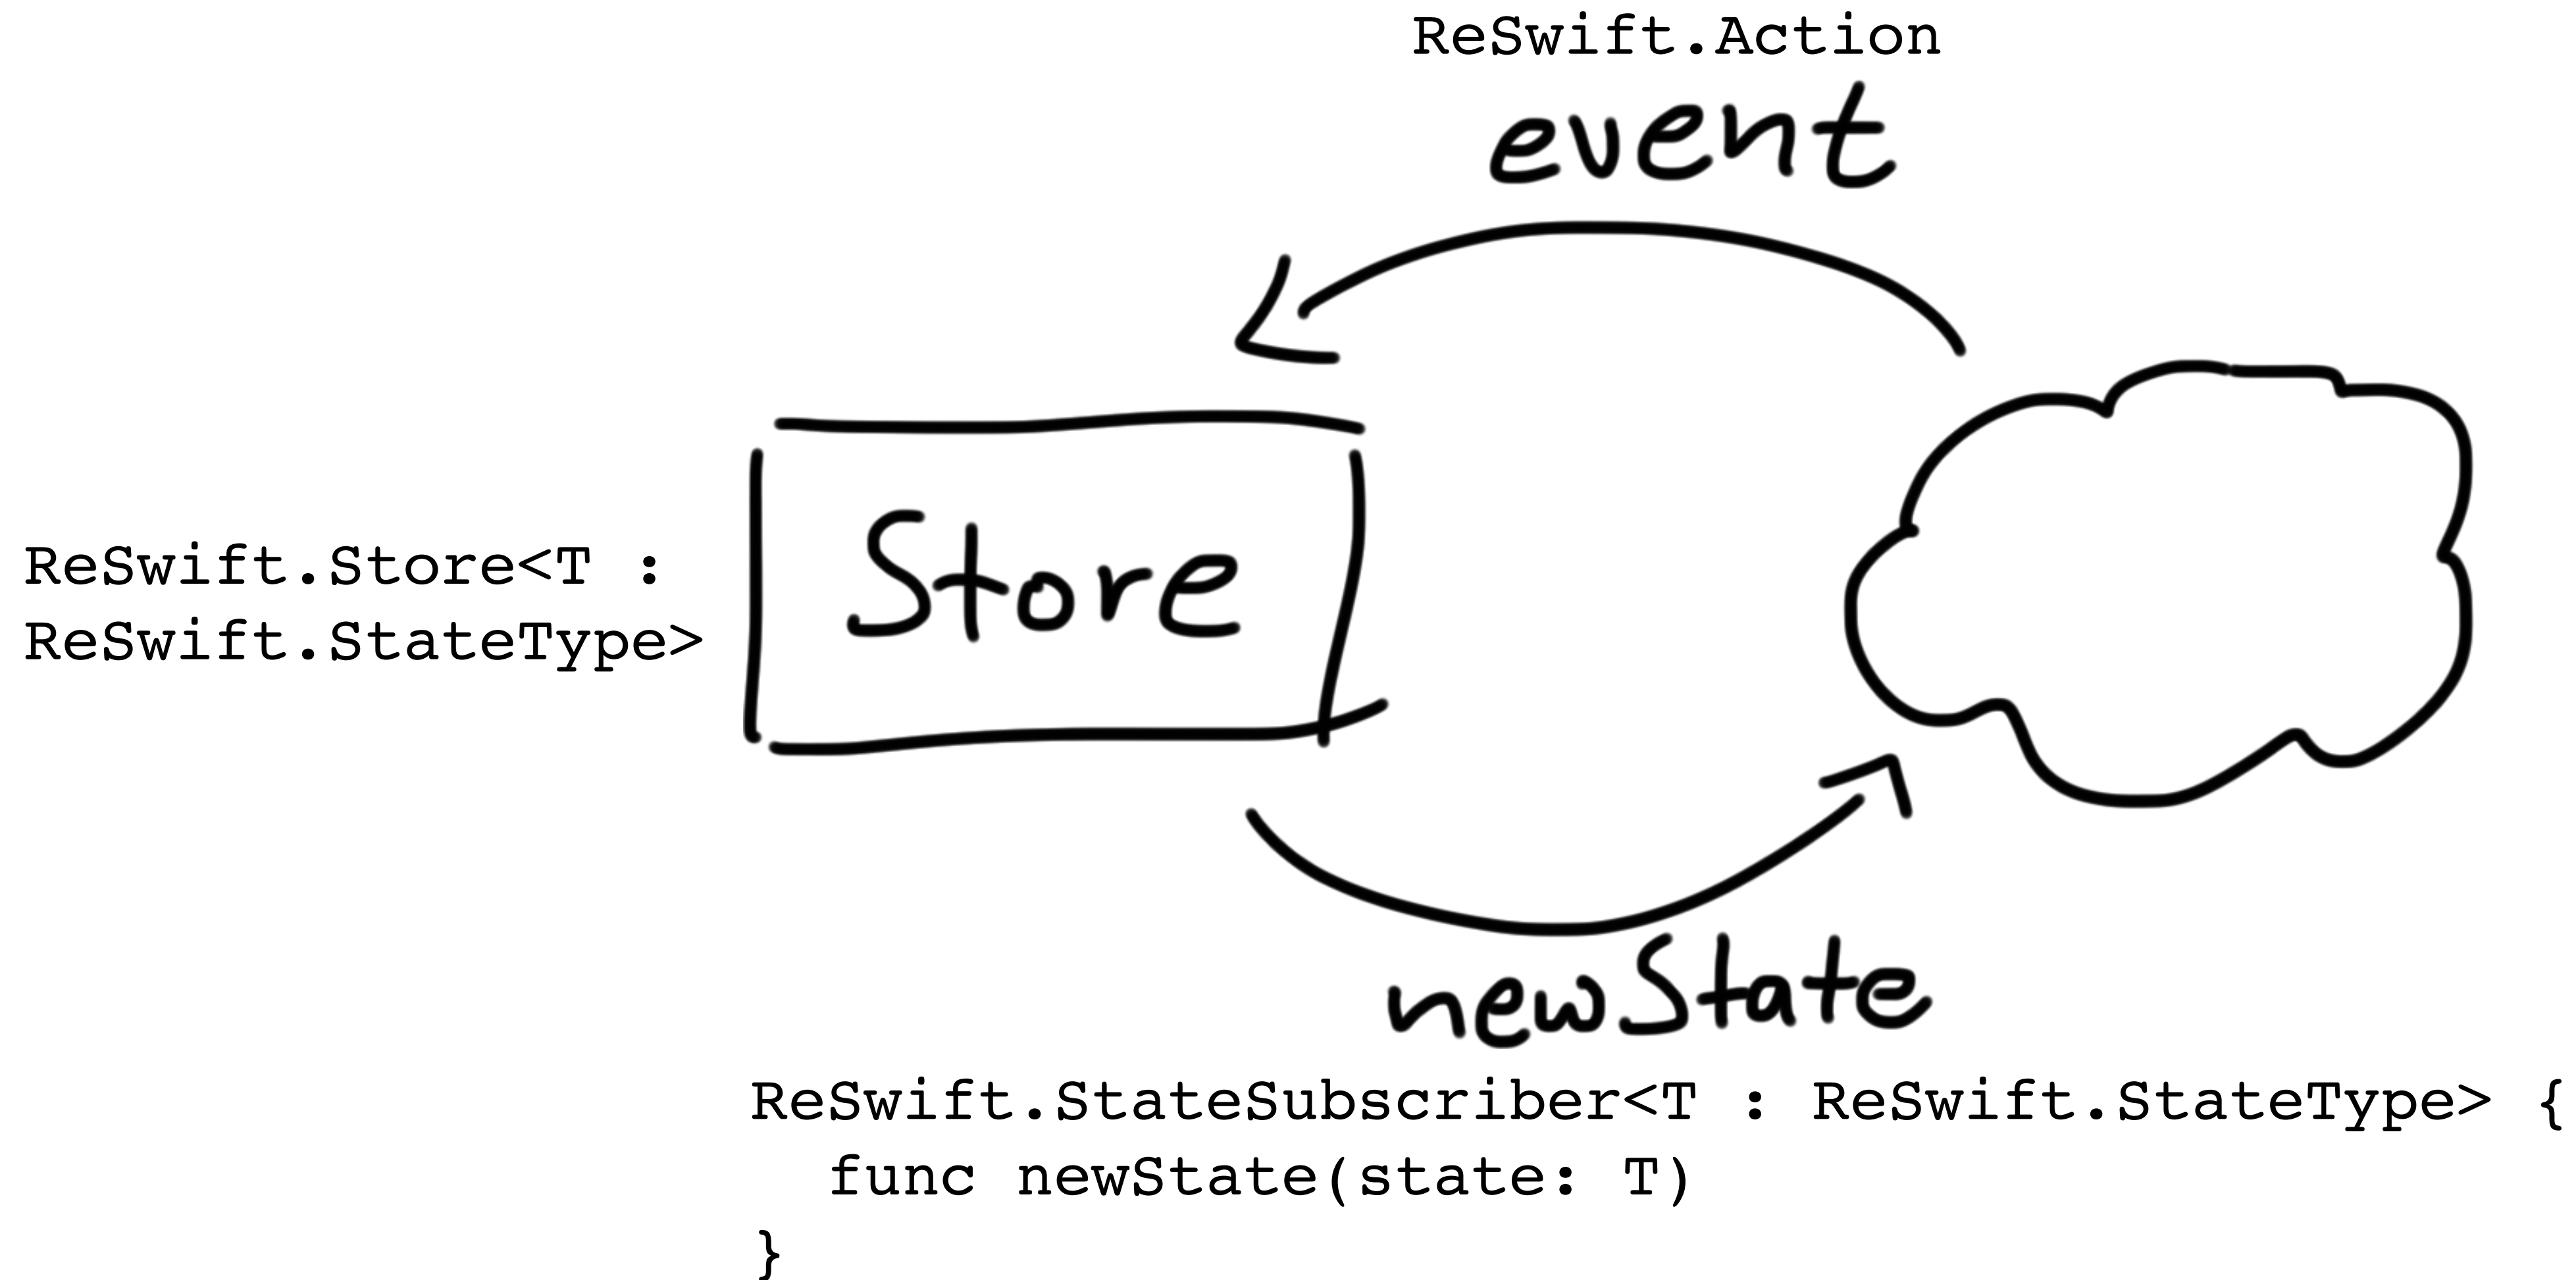 ReSwift.Action
event
Store
ReSwift.Store<T :
ReSwift.StateType>
newState
ReSwift.StateSubscriber<T : ReSwift.StateType> {
  func newState(state: T)
}